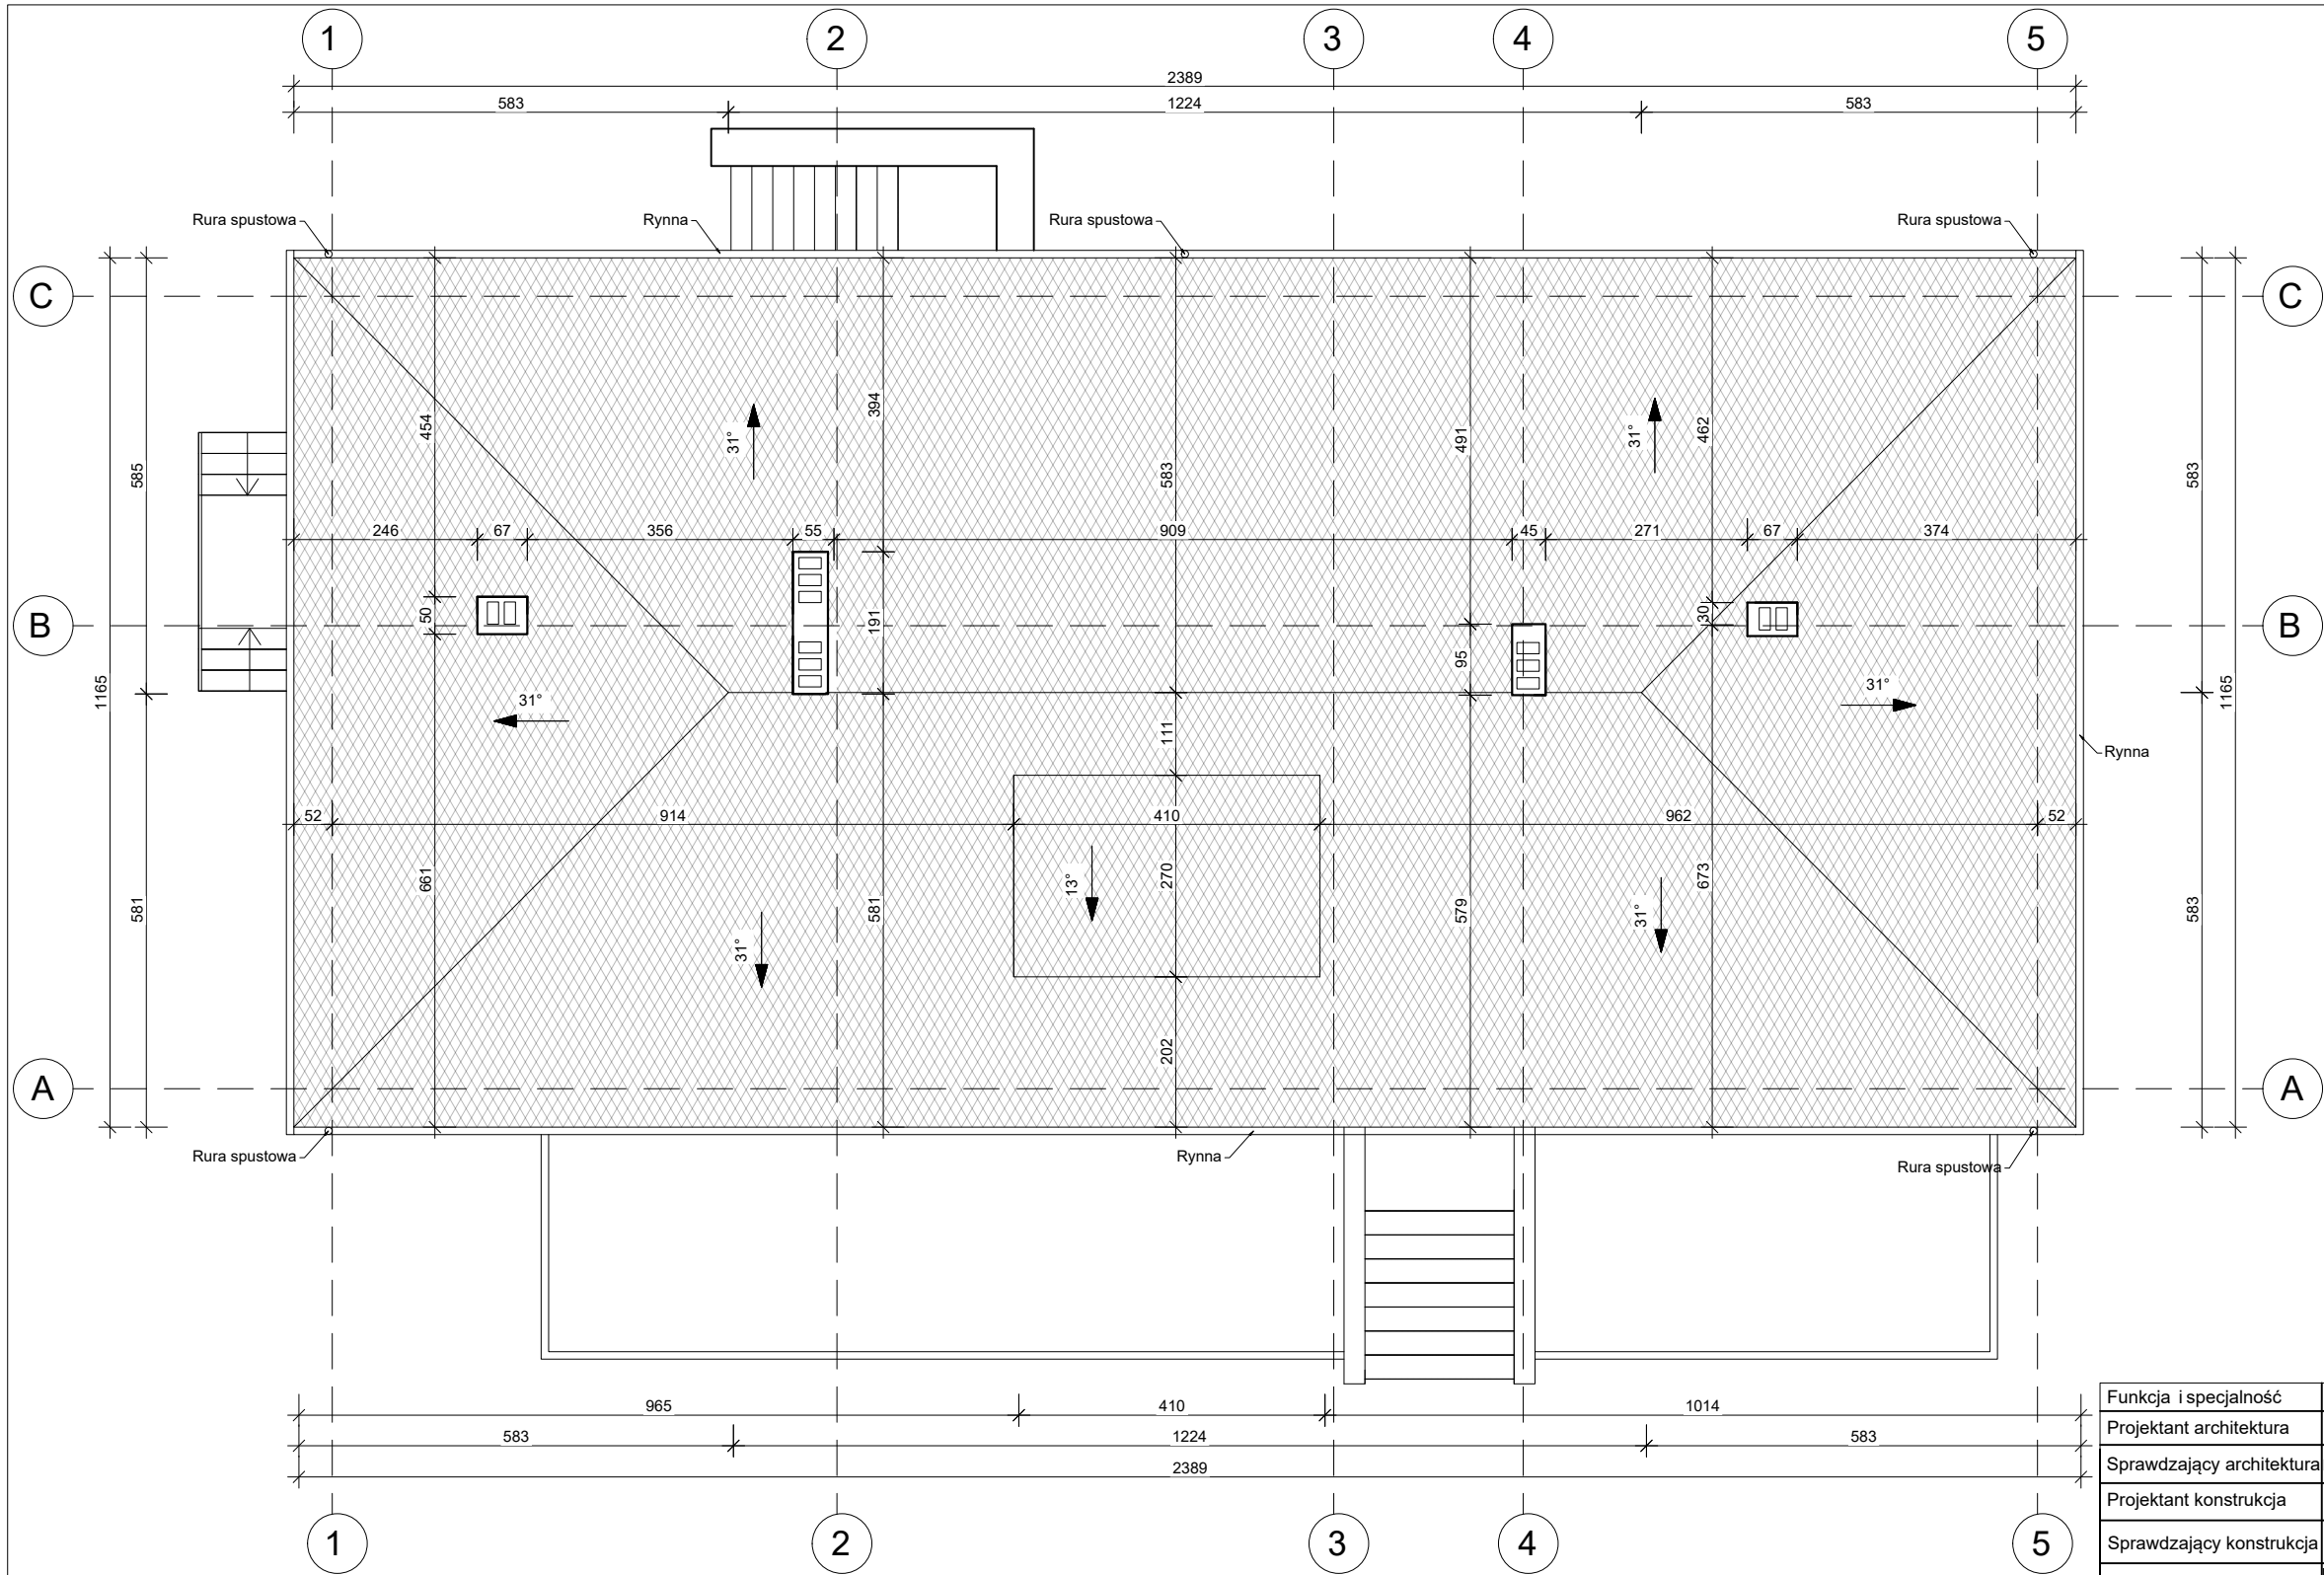 1 2 3 4 5
2389
583 1224 583
Rura spustowa Rynna Rura spustowa Rura spustowa
C C
454 394 583 491 462
31° 31°
585 583
246 67 356 55 909 45 271 67 374
B B
50 191 95 30
1165 1165
31° 31°
111
Rynna
52 914 410 962 52
661 581 13° 270 579 673
581 583
31° 31°
202
A A
Rura spustowa Rynna Rura spustowa
965 410 1014
583 1224 583
2389
1 2 3 4 5
Funkcja i specjalność
Projektant architektura
Sprawdzający architektura
Projektant konstrukcja
Sprawdzający konstrukcja